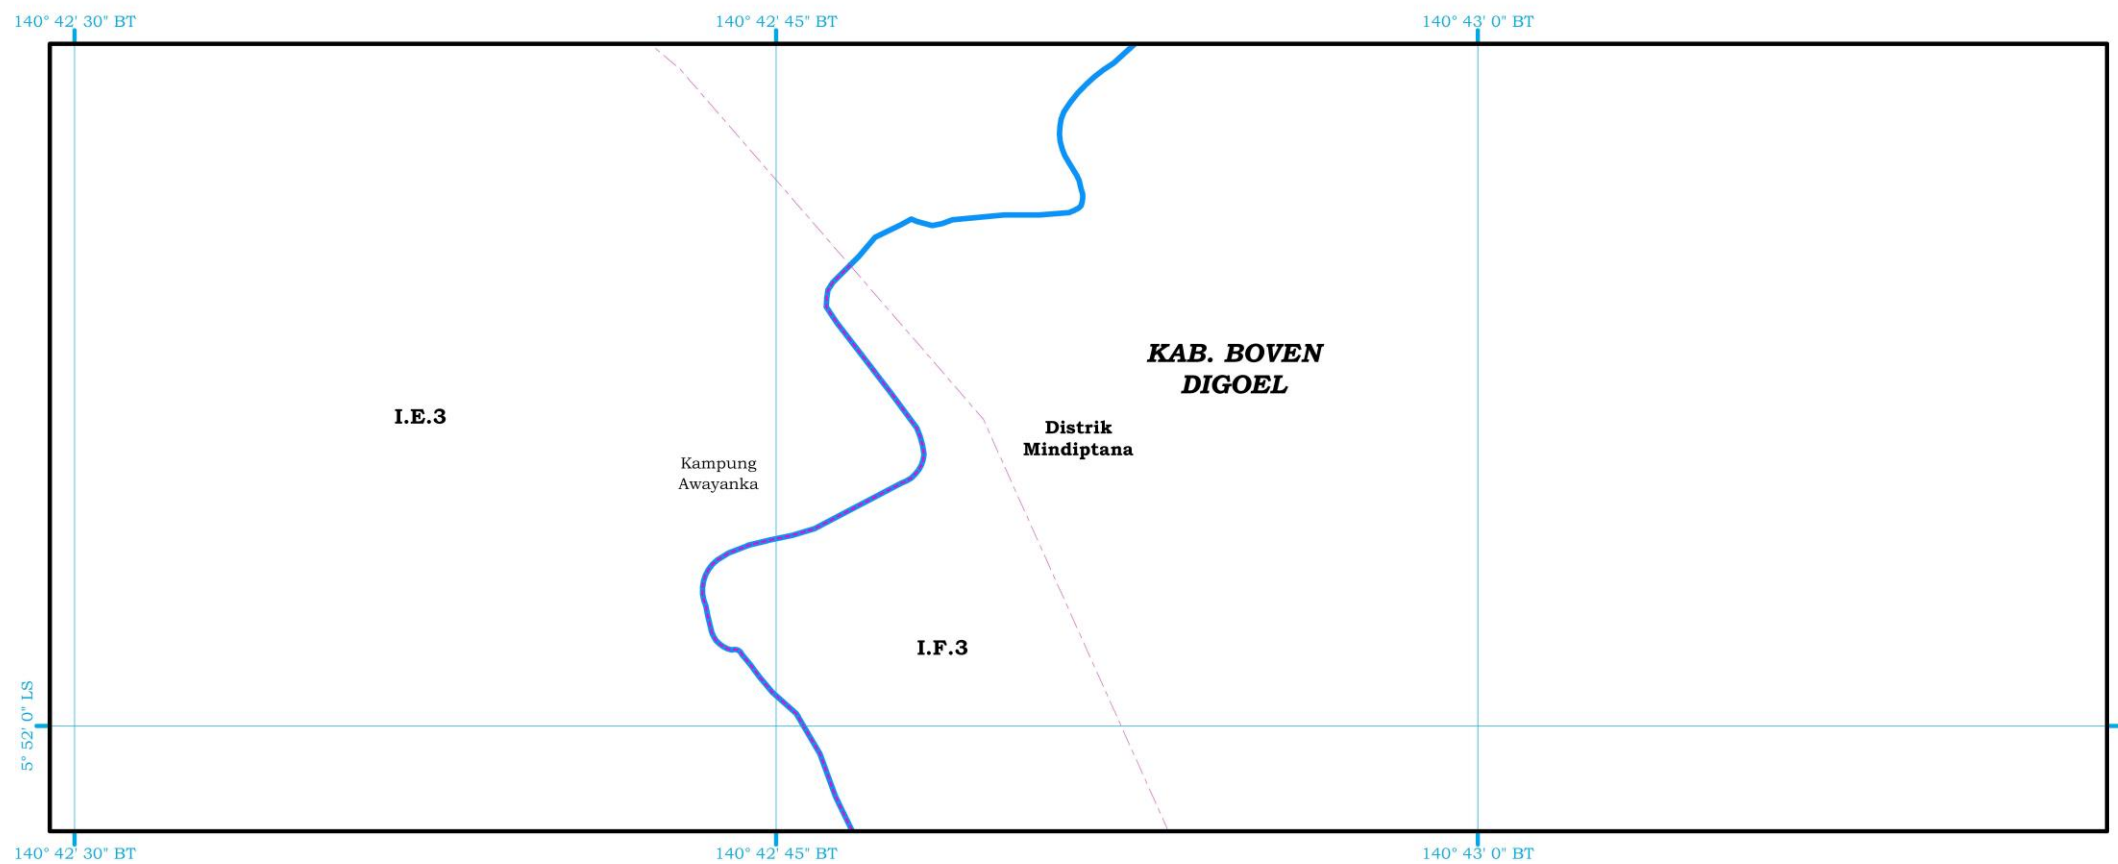 140° 42' 30" BT
140° 42' 45" BT
140° 43' 0" BT
KAB. BOVEN
DIGOEL
I.E.3
Distrik
Mindiptana
Kampung
Awayanka
I.F.3
5° 52' 0" LS
140° 42' 30" BT
140° 42' 45" BT
140° 43' 0" BT